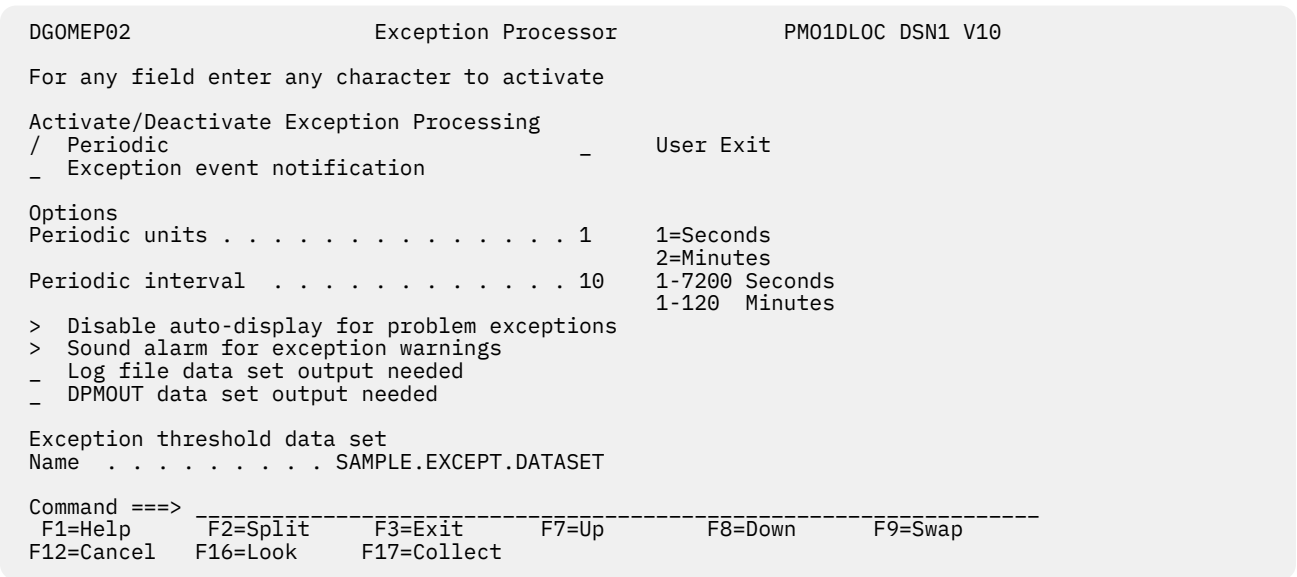 DGOMEP02                   Exception Processor             PMO1DLOC DSN1 V10
For any field enter any character to activate
Activate/Deactivate Exception Processing
/  Periodic                                _     User Exit
_  Exception event notification
Options
Periodic units . . . . . . . . . . . . . . 1     1=Seconds
                                                 2=Minutes
Periodic interval  . . . . . . . . . . . . 10    1-7200 Seconds
                                                 1-120  Minutes
>  Disable auto-display for problem exceptions
>  Sound alarm for exception warnings
_  Log file data set output needed
_  DPMOUT data set output needed
Exception threshold data set
Name  . . . . . . . . . SAMPLE.EXCEPT.DATASET
Command ===> __________________________________________________________________
 F1=Help      F2=Split     F3=Exit      F7=Up        F8=Down      F9=Swap
F12=Cancel   F16=Look     F17=Collect